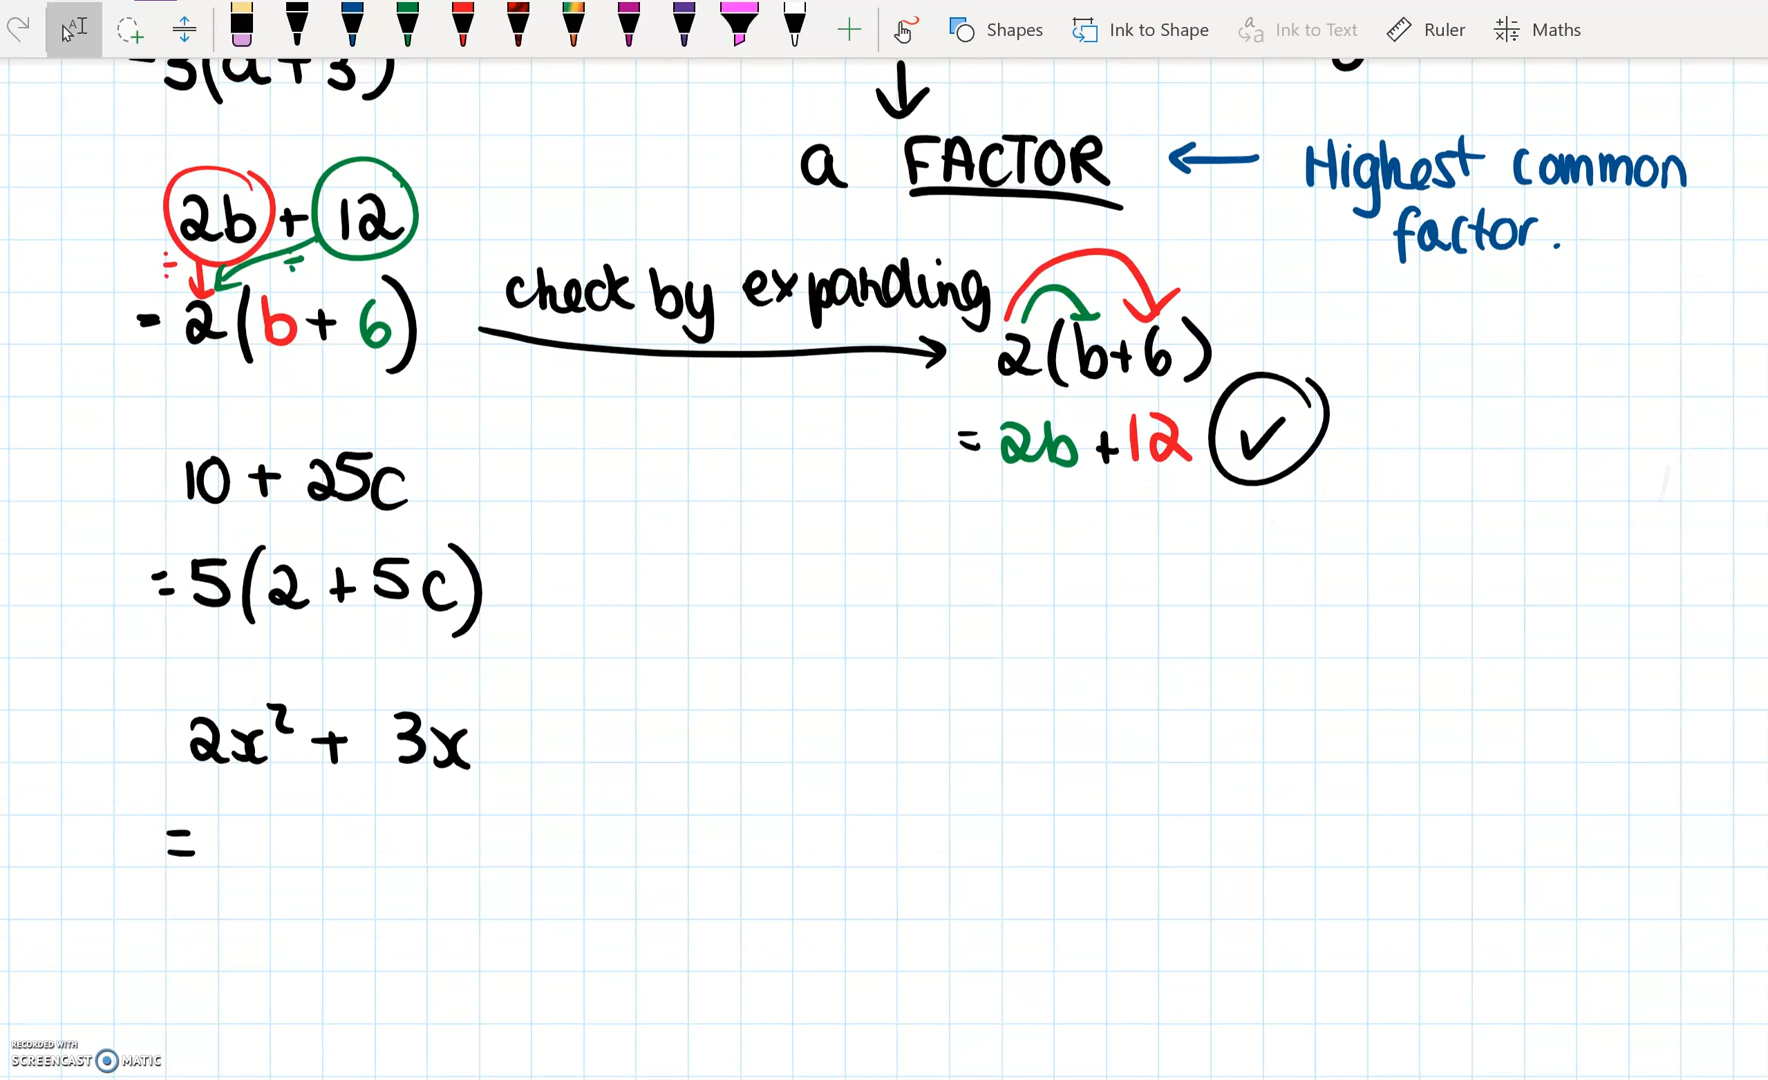 Shapes Ink to Shape Ink to Text Ruler Maths
a FACTOR ← Highest common
factor.
2b + 12
= 2(b + 6)
check by expanding
2(b+6)
= 2b + 12 ✓
10 + 25c
= 5(2 + 5c)
2x² + 3x
=
RECORDED WITH
SCREENCAST MATIC